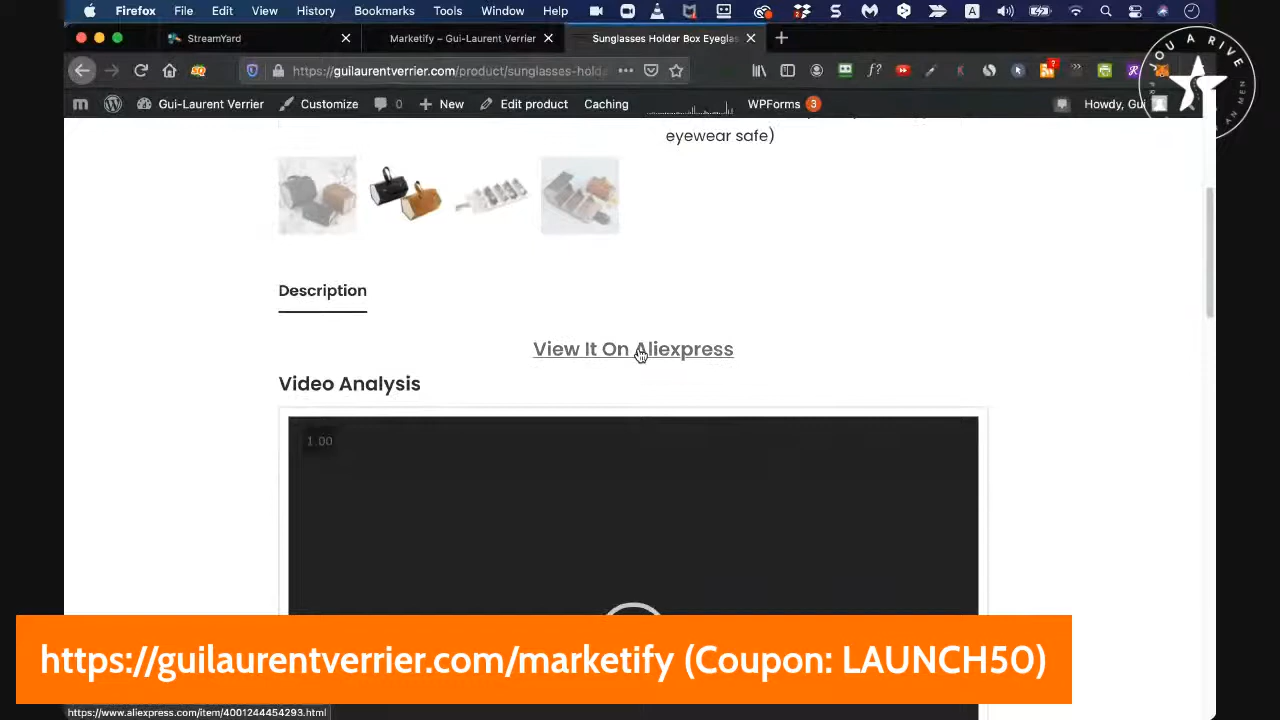 Firefox File Edit View History Bookmarks Tools Window Help
StreamYard
Marketify – Gui-Laurent Verrier
Sunglasses Holder Box Eyeglas
https://guilaurentverrier.com/product/sunglasses-hold
Gui-Laurent Verrier Customize 0 New Edit product Caching WPForms 3 Howdy, Gui
YOU ARRIVE
eyewear safe)
Description
View It On Aliexpress
Video Analysis
1.00
https://guilaurentverrier.com/marketify (Coupon: LAUNCH50)
https://www.aliexpress.com/item/4001244454293.html